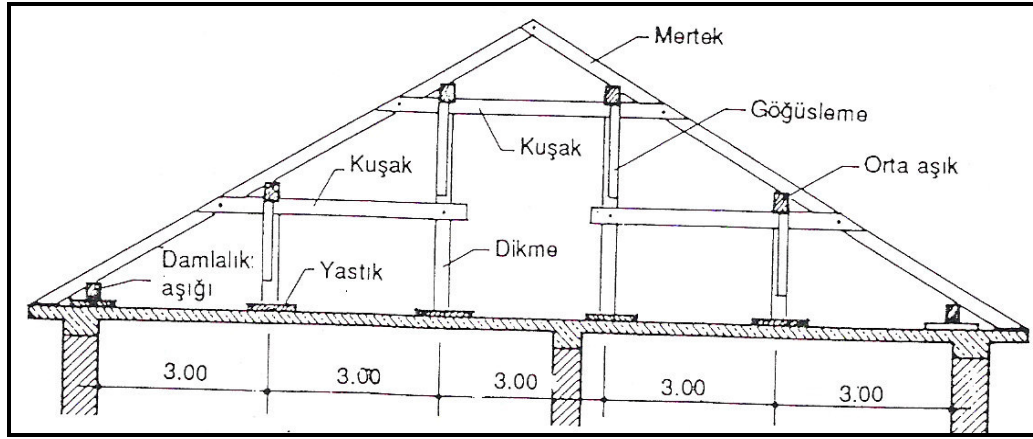 Mertek
Göğüsleme
Kuşak
Kuşak
Orta aşık
Dikme
Damlalık:
aşığı
Yastık
3.00
3.00
3.00
3.00
3.00